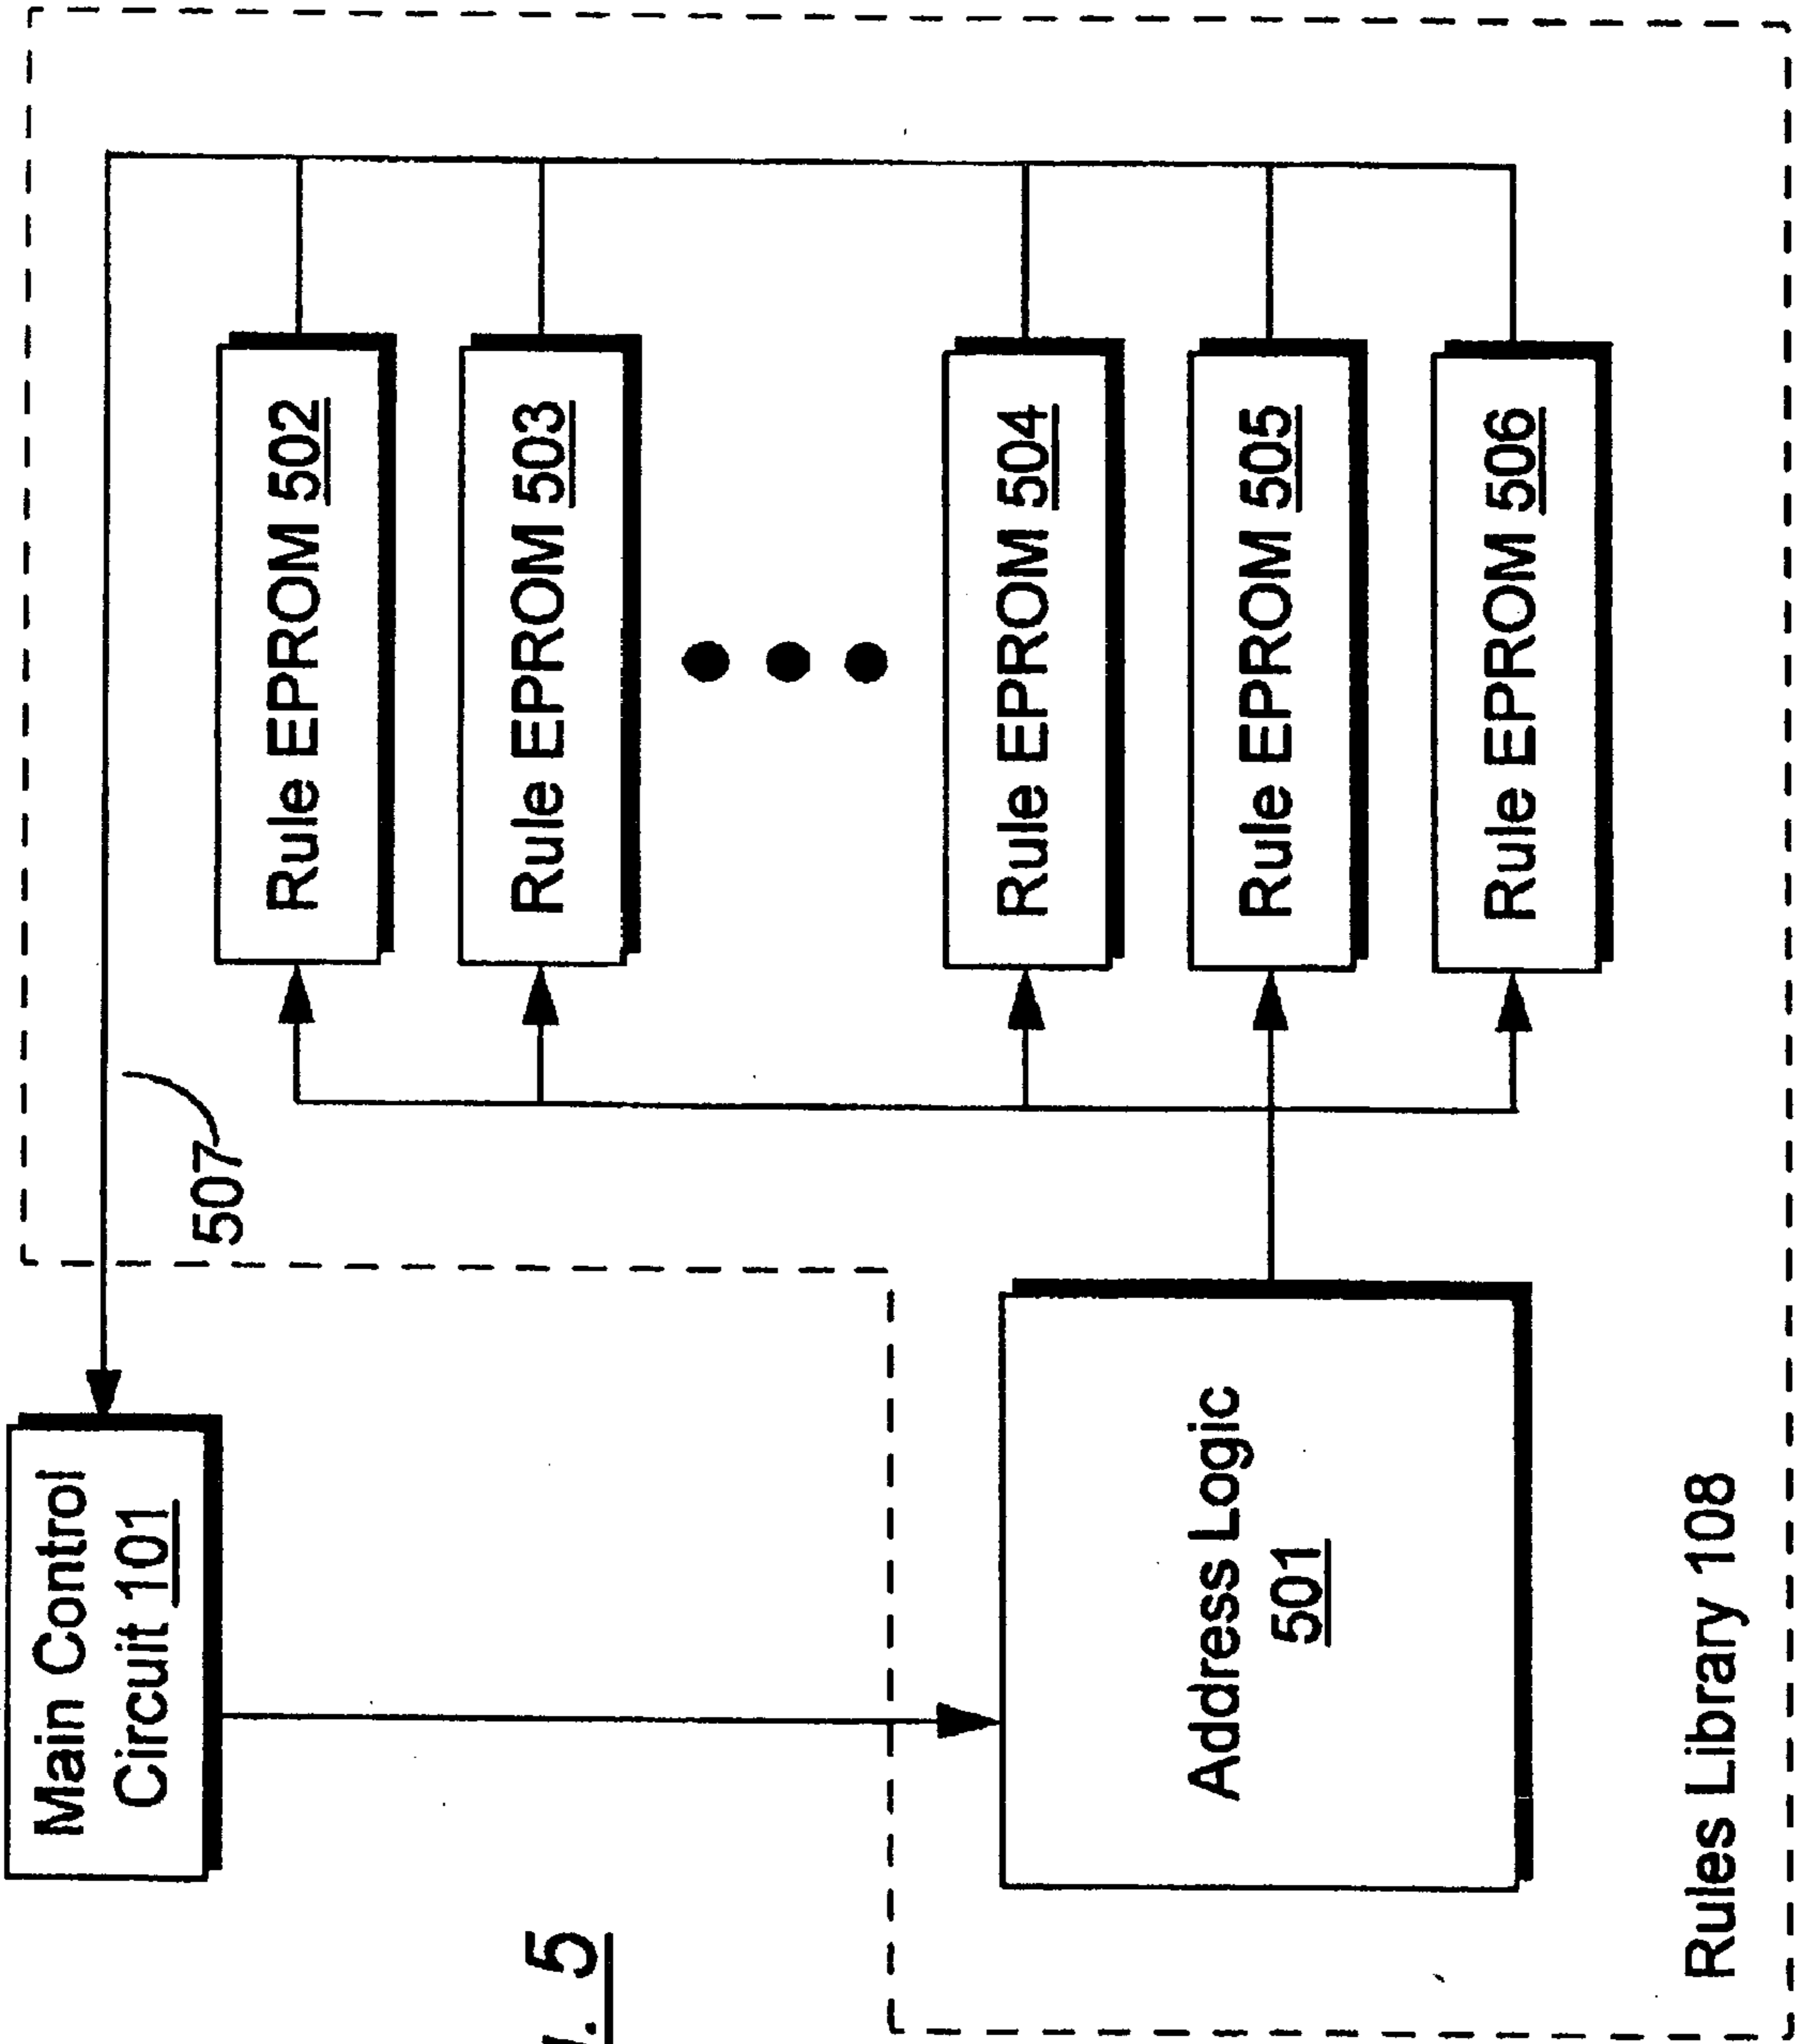 Main Control
Circuit 101
507
Rule EPROM 502
Rule EPROM 503
Rule EPROM 504
Rule EPROM 505
Rule EPROM 506
Address Logic
501
Rules Library 108
5